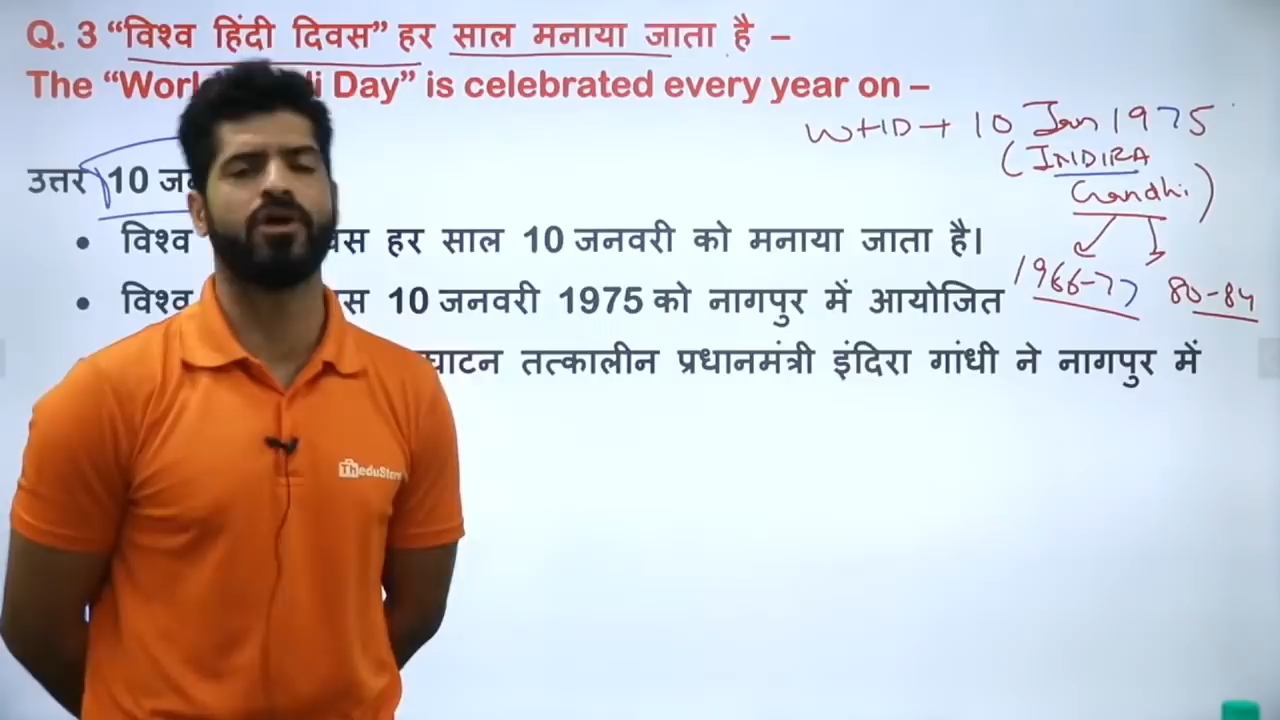 Q. 3 “विश्व हिंदी दिवस” हर साल मनाया जाता है –
The “World Day” is celebrated every year on –
WHD → 10 Jan 1975
(INDIRA
Gandhi)
1966-77 80-84
उत्तर 10
• विश्व हर साल 10 जनवरी को मनाया जाता है।
• विश्व 10 जनवरी 1975 को नागपुर में आयोजित
तत्कालीन प्रधानमंत्री इंदिरा गांधी ने नागपुर में
TheduStore